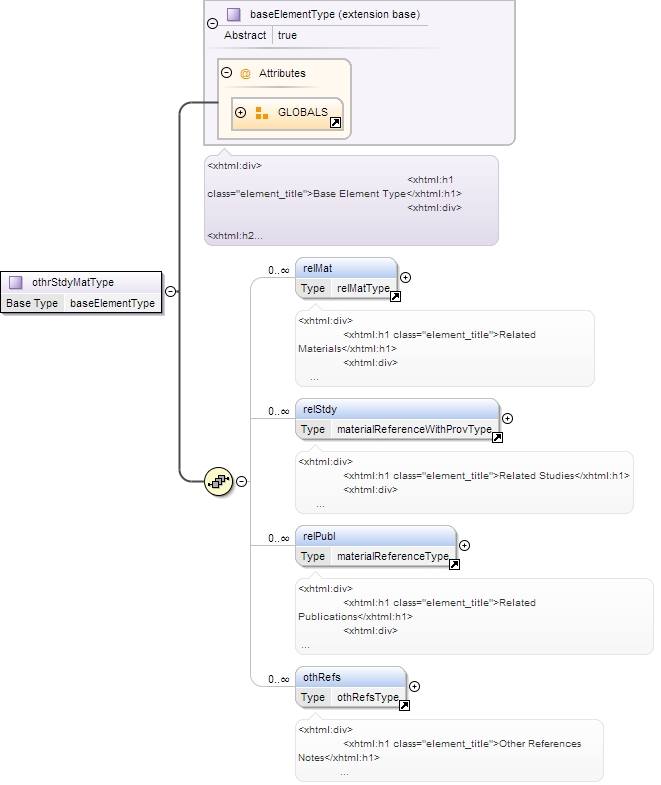 baseElementType (extension base)
Abstract true
@ Attributes
GLOBALS
<xhtml:div>
<xhtml:h1
class="element_title">Base Element Type</xhtml:h1>
<xhtml:div>
<xhtml:h2...
othrStdyMatType
Base Type baseElementType
0..∞ relMat
Type relMatType
<xhtml:div>
<xhtml:h1 class="element_title">Related
Materials</xhtml:h1>
<xhtml:div>
...
0..∞ relStdy
Type materialReferenceWithProvType
<xhtml:div>
<xhtml:h1 class="element_title">Related Studies</xhtml:h1>
<xhtml:div>
...
0..∞ relPubl
Type materialReferenceType
<xhtml:div>
<xhtml:h1 class="element_title">Related
Publications</xhtml:h1>
<xhtml:div>
...
0..∞ othRefs
Type othRefsType
<xhtml:div>
<xhtml:h1 class="element_title">Other References
Notes</xhtml:h1>
...